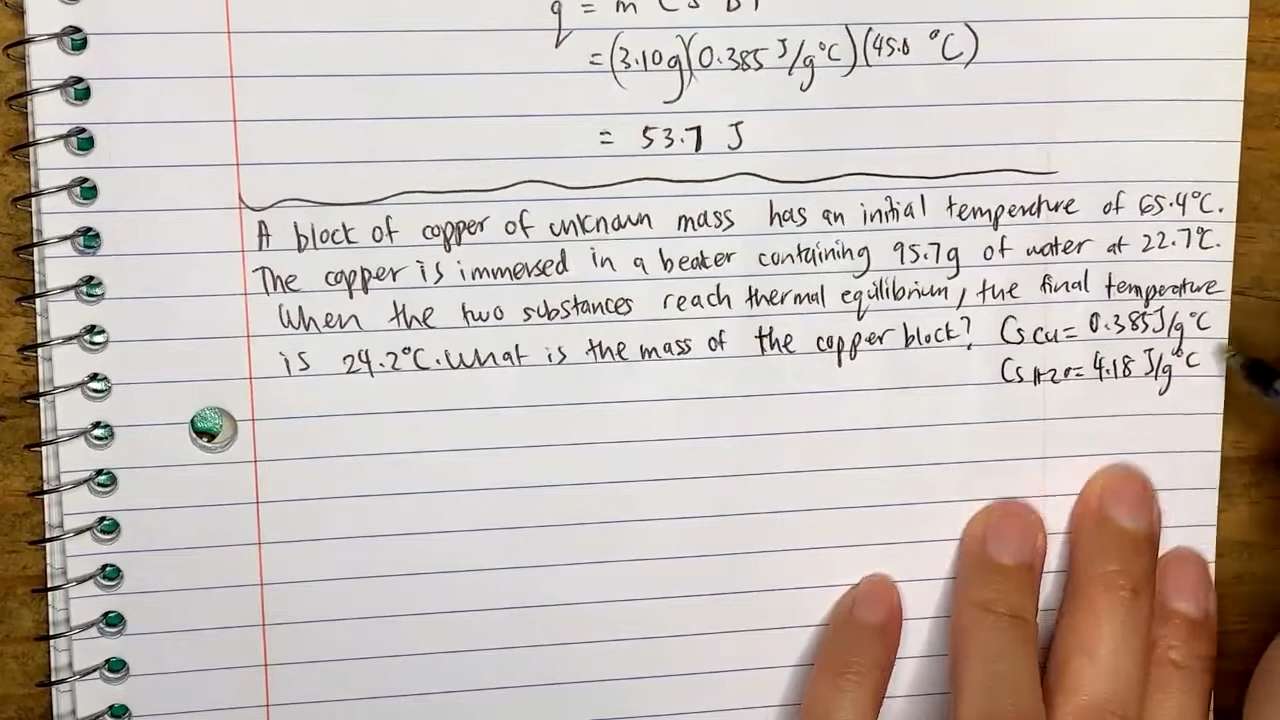 q = m Cs ΔT
= (3.10g)(0.385 J/g°C)(45.0 °C)
= 53.7 J
A block of copper of unknown mass has an initial temperature of 65.4°C.
The copper is immersed in a beaker containing 95.7g of water at 22.7°C.
When the two substances reach thermal equilibrium, the final temperature
is 24.2°C. What is the mass of the copper block? Cs Cu = 0.385 J/g°C
Cs H2O = 4.18 J/g°C